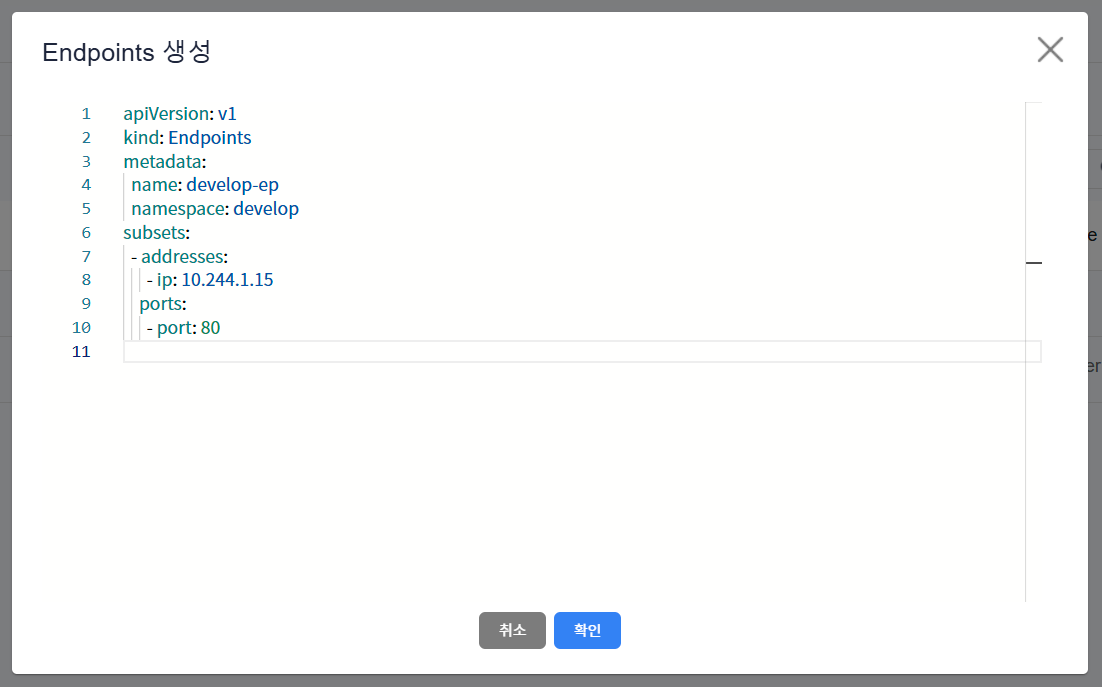 Endpoints 생성
1 apiVersion: v1
2 kind: Endpoints
3 metadata:
4 name: develop-ep
5 namespace: develop
6 subsets:
7 - addresses:
8 - ip: 10.244.1.15
9 ports:
10 - port: 80
11
e
er
취소 확인